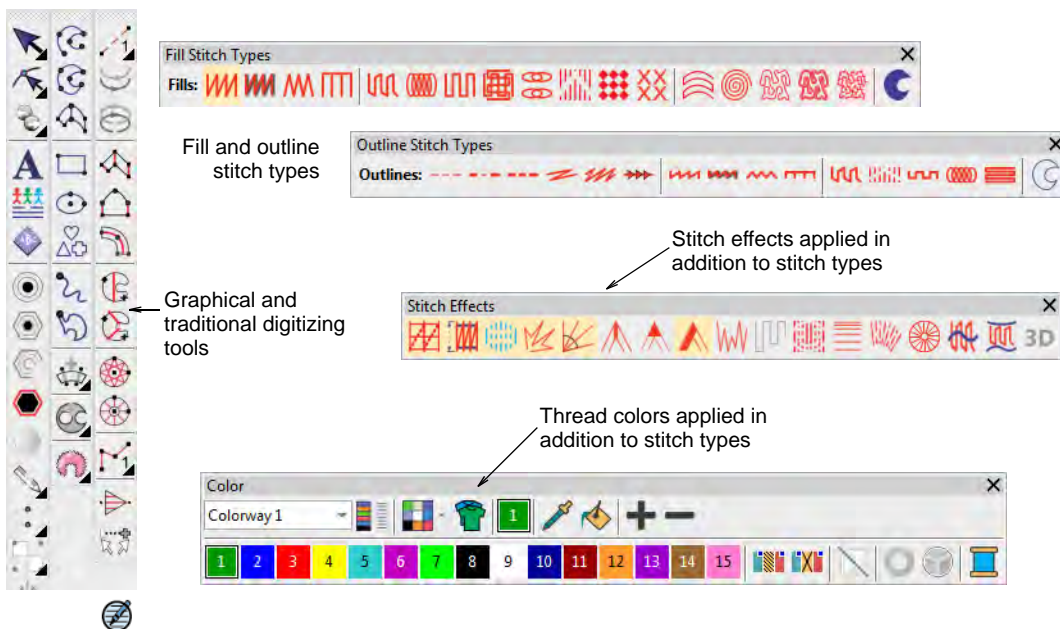 Fill Stitch Types
Fills:
Fill and outline
stitch types
Outline Stitch Types
Outlines:
Stitch effects applied in
addition to stitch types
Graphical and
traditional digitizing
tools
Stitch Effects
3D
Thread colors applied in
addition to stitch types
Color
Colorway 1
1
1 2 3 4 5 6 7 8 9 10 11 12 13 14 15
A
1
1